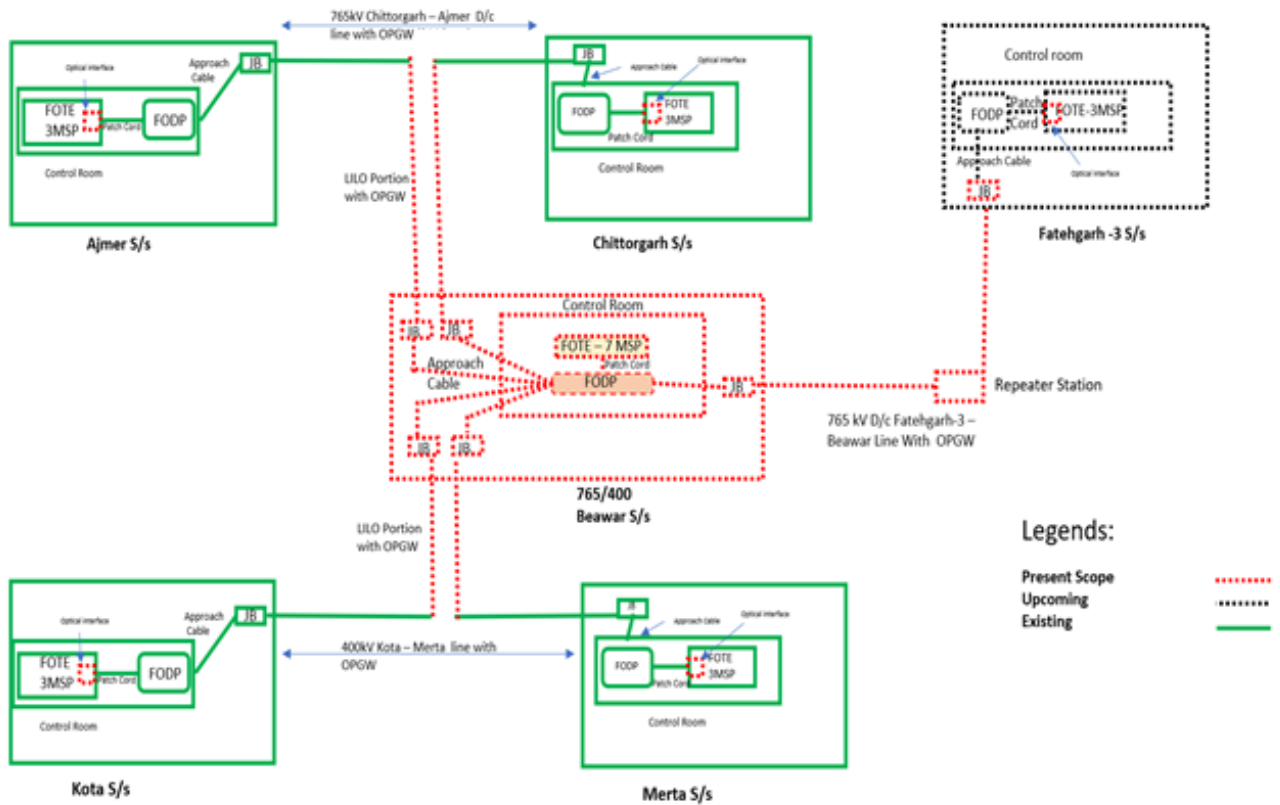 765kV Chittorgarh – Ajmer D/c
line with OPGW
Approach
Cable
JB
Optical interface
FOTE
3MSP
Patch Cord
FODP
Control Room
Ajmer S/s
JB
Approach Cable
Optical interface
FODP
FOTE
3MSP
Patch Cord
Control Room
Chittorgarh S/s
Control room
FODP
Patch
Cord
FOTE-3MSP
Approach Cable
Optical interface
JB
Fatehgarh -3 S/s
LILO Portion
with OPGW
Control Room
JB
JB
FOTE – 7 MSP
Patch Cord
FODP
Approach
Cable
JB
JB
JB
Repeater Station
765 kV D/c Fatehgarh-3 –
Beawar Line With OPGW
765/400
Beawar S/s
LILO Portion
with OPGW
Legends:
Present Scope
Upcoming
Existing
Approach
Cable
JB
Optical interface
FOTE
3MSP
Patch Cord
FODP
Control Room
Kota S/s
400kV Kota – Merta line with
OPGW
JB
Approach Cable
Optical interface
FODP
FOTE
3MSP
Patch Cord
Control Room
Merta S/s